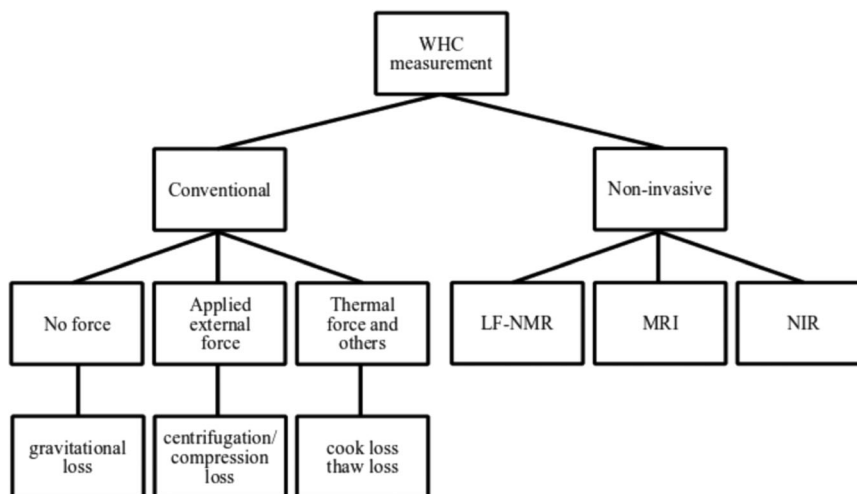 WHC
measurement
Conventional
Non-invasive
No force
Applied
external
force
Thermal
force and
others
LF-NMR
MRI
NIR
gravitational
loss
centrifugation/
compression
loss
cook loss
thaw loss